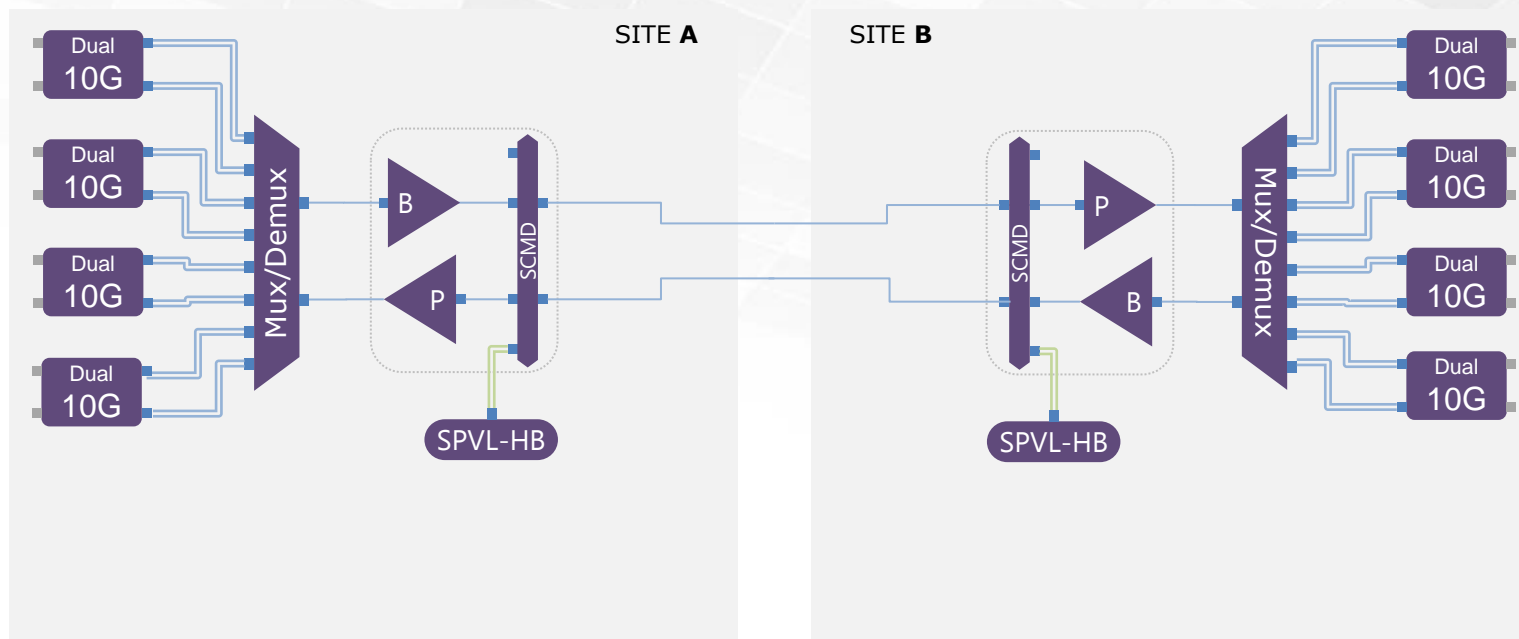 SITE A
SITE B
Dual
10G
Dual
10G
Dual
10G
Dual
10G
Mux/Demux
B
P
SCMD
SPVL-HB
SCMD
P
B
SPVL-HB
Mux/Demux
Dual
10G
Dual
10G
Dual
10G
Dual
10G